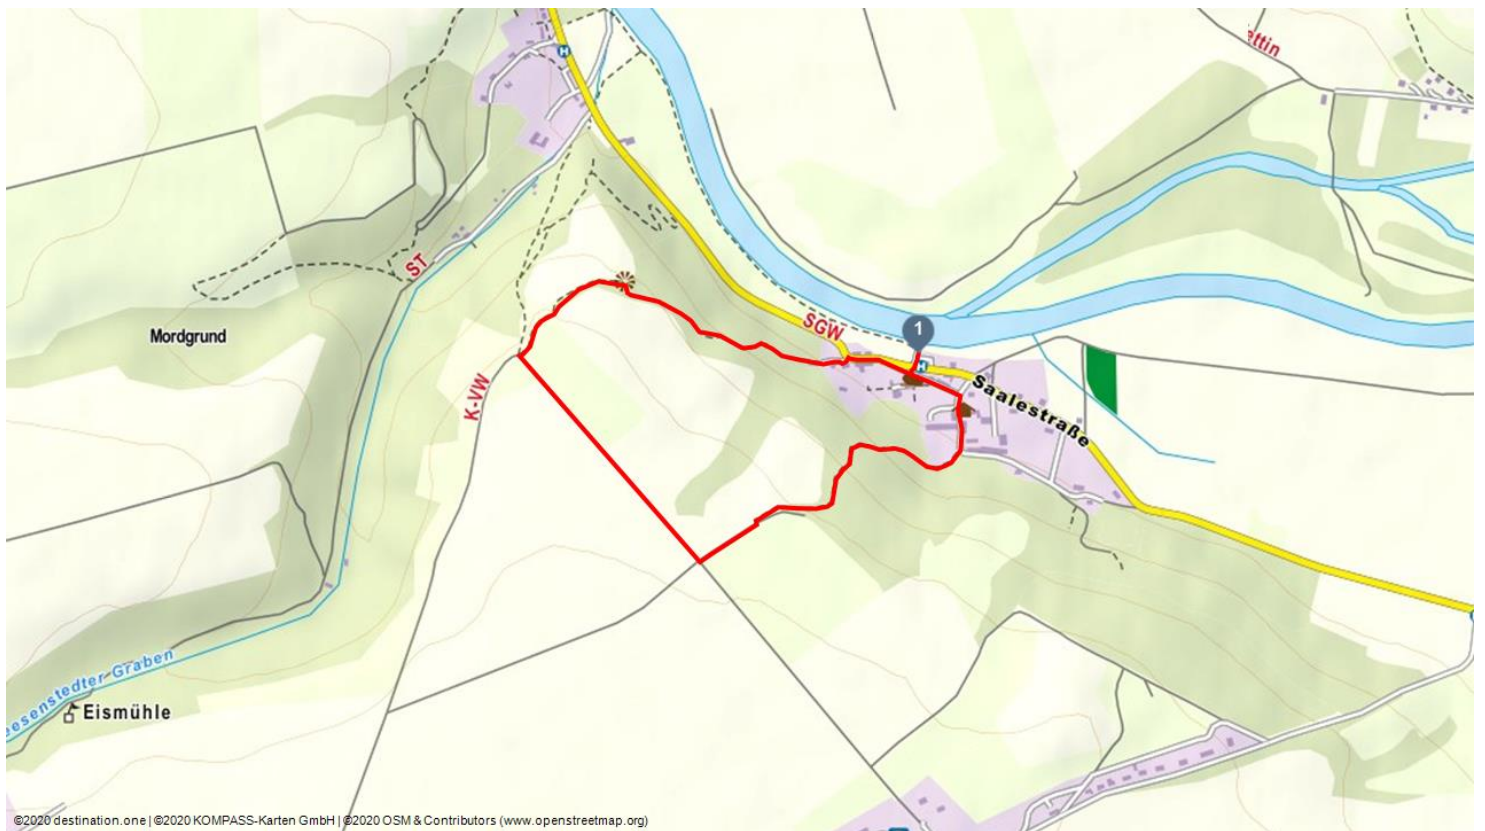 ettin
H
ST
SGW
1
Mordgrund
H
K-VW
Saalestraße
eesenstedter Graben
Eismühle
©2020 destination.one | ©2020 KOMPASS-Karten GmbH | ©2020 OSM & Contributors (www.openstreetmap.org)